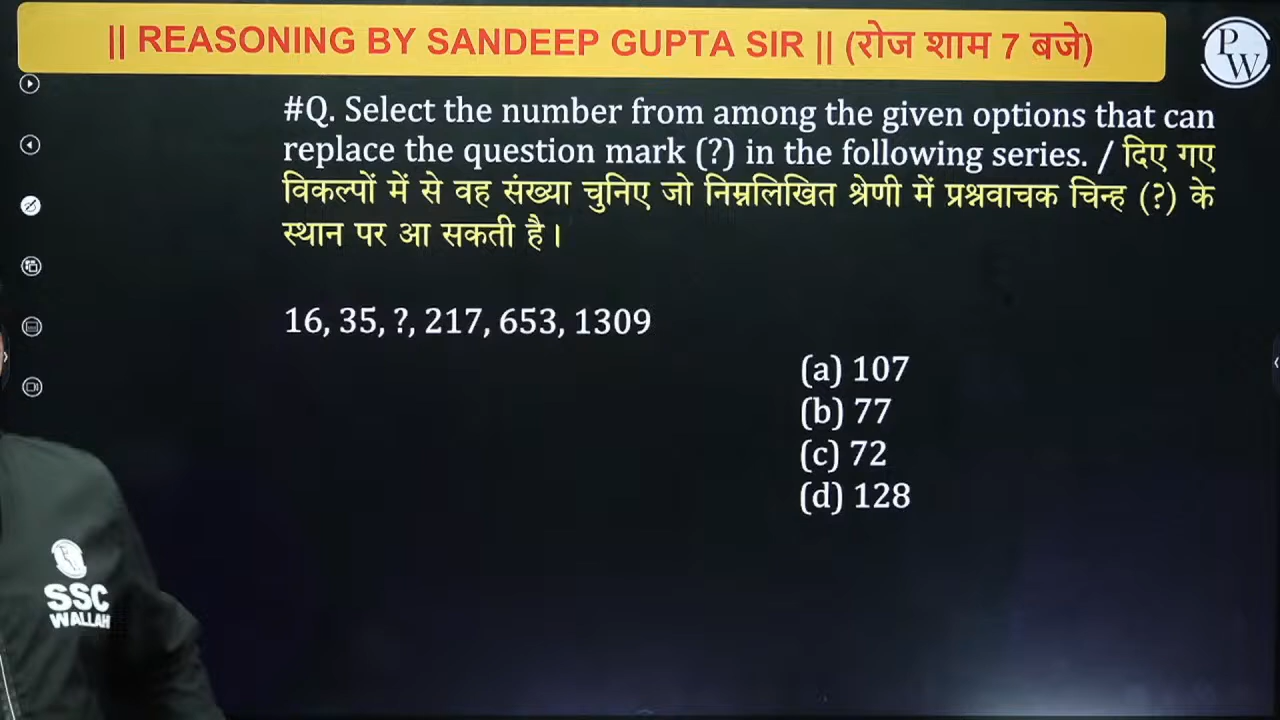 || REASONING BY SANDEEP GUPTA SIR || (रोज शाम 7 बजे)
PW
#Q. Select the number from among the given options that can
replace the question mark (?) in the following series. / दिए गए
विकल्पों में से वह संख्या चुनिए जो निम्नलिखित श्रेणी में प्रश्नवाचक चिन्ह (?) के
स्थान पर आ सकती है।
16, 35, ?, 217, 653, 1309
(a) 107
(b) 77
(c) 72
(d) 128
SSC
WALLAH